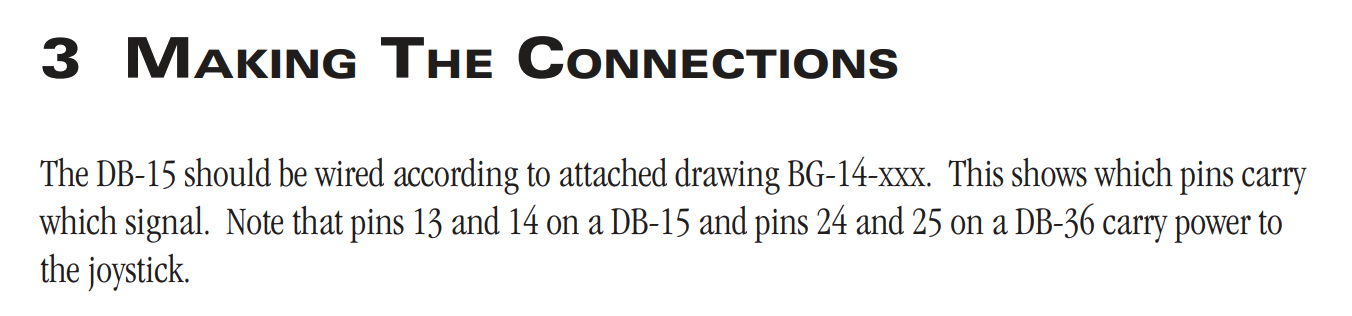 3 Making The Connections
The DB-15 should be wired according to attached drawing BG-14-xxx. This shows which pins carry
which signal. Note that pins 13 and 14 on a DB-15 and pins 24 and 25 on a DB-36 carry power to
the joystick.